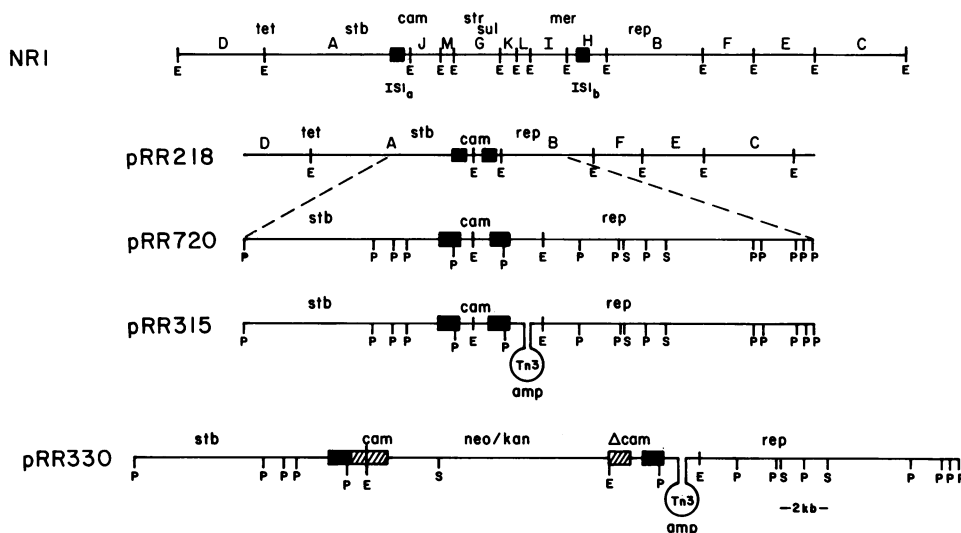 cam str mer
tet stb sul rep
D A J M G K L I H B F E C
NR1
E E E E E E E E E E E E E E
IS1a IS1b
tet stb rep
D A cam B F E C
pRR218
E E E E E E E
stb cam rep
pRR720
P P P P P E P E P P S P S P P P P P
stb cam rep
pRR315
P P P P P E P E P P S P S P P P P P
Tn3
amp
stb cam neo/kan Δcam rep
pRR330
P P P P P E S E P E P P S P S P P P P
Tn3
amp
—2kb—